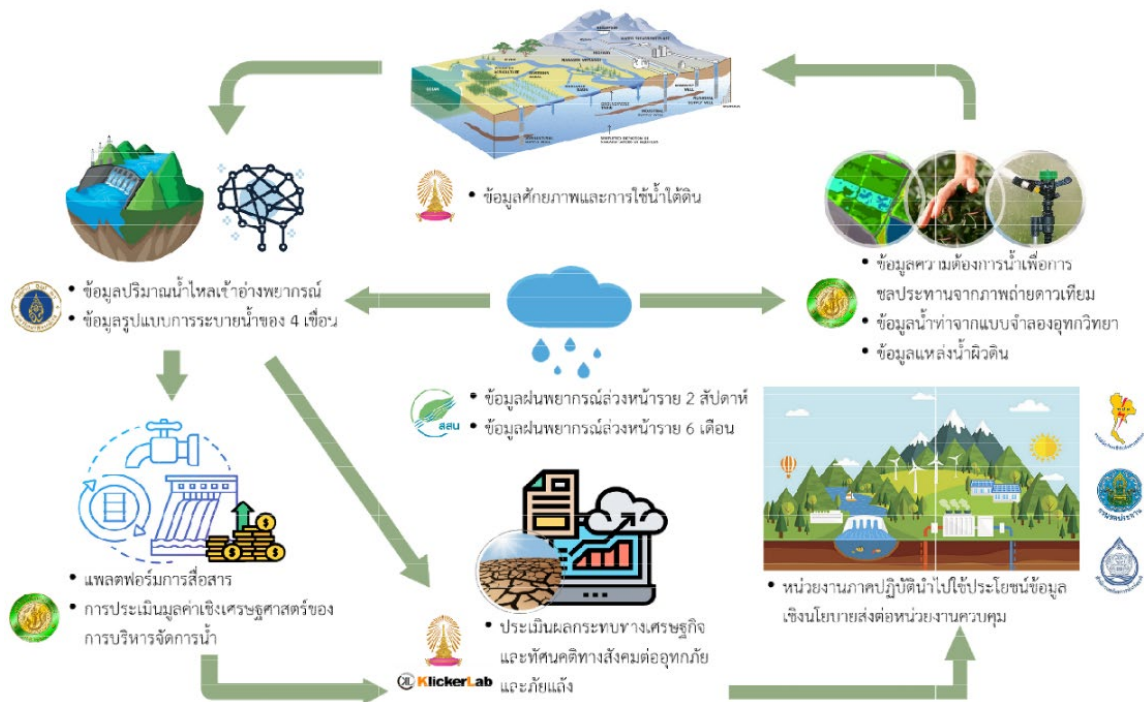 ข้อมูลศักยภาพและการใช้น้ำใต้ดิน
ข้อมูลปริมาณน้ำไหลเข้าอ่างพยากรณ์
ข้อมูลรูปแบบการระบายน้ำของ 4 เขื่อน
ข้อมูลความต้องการน้ำเพื่อการ
ชลประทานจากภาพถ่ายดาวเทียม
ข้อมูลน้ำท่าจากแบบจำลองอุทกวิทยา
ข้อมูลแหล่งน้ำผิวดิน
สสน
ข้อมูลฝนพยากรณ์ล่วงหน้าราย 2 สัปดาห์
ข้อมูลฝนพยากรณ์ล่วงหน้าราย 6 เดือน
แพลตฟอร์มการสื่อสาร
การประเมินมูลค่าเชิงเศรษฐศาสตร์ของ
การบริหารจัดการน้ำ
ประเมินผลกระทบทางเศรษฐกิจ
และทัศนคติทางสังคมต่ออุทกภัย
และภัยแล้ง
KlickerLab
หน่วยงานภาคปฏิบัตินำไปใช้ประโยชน์ข้อมูล
เชิงนโยบายส่งต่อหน่วยงานควบคุม
กรมชลประทาน